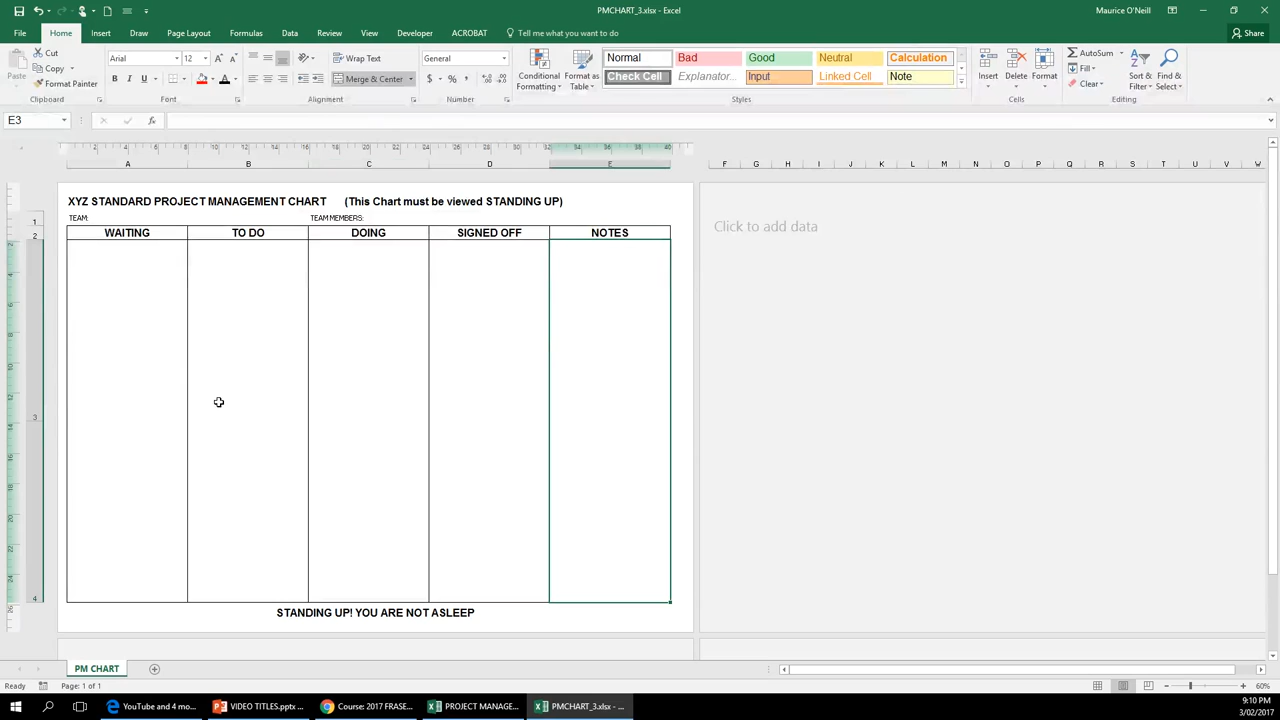 PMCHART_3.xlsx - Excel
Maurice O'Neill
File Home Insert Draw Page Layout Formulas Data Review View Developer ACROBAT Tell me what you want to do Share
Paste
Cut
Copy
Format Painter
Clipboard
Arial 12
B I U
Font
Wrap Text
Merge & Center
Alignment
General
Number
Conditional Formatting
Format as Table
Normal Bad Good Neutral Calculation
Check Cell Explanator... Input Linked Cell Note
Styles
Insert Delete Format
Cells
AutoSum
Fill
Clear
Sort & Filter
Find & Select
Editing
E3
A B C D E F G H I J K L M N O P Q R S T U V W
XYZ STANDARD PROJECT MANAGEMENT CHART (This Chart must be viewed STANDING UP)
TEAM: TEAM MEMBERS:
WAITING TO DO DOING SIGNED OFF NOTES
Click to add data
1
2
3
4
STANDING UP! YOU ARE NOT ASLEEP
PM CHART
Ready Page: 1 of 1 60%
YouTube and 4 mo... VIDEO TITLES.pptx ... Course: 2017 FRASE... PROJECT MANAGE... PMCHART_3.xlsx - ...
9:10 PM
3/02/2017